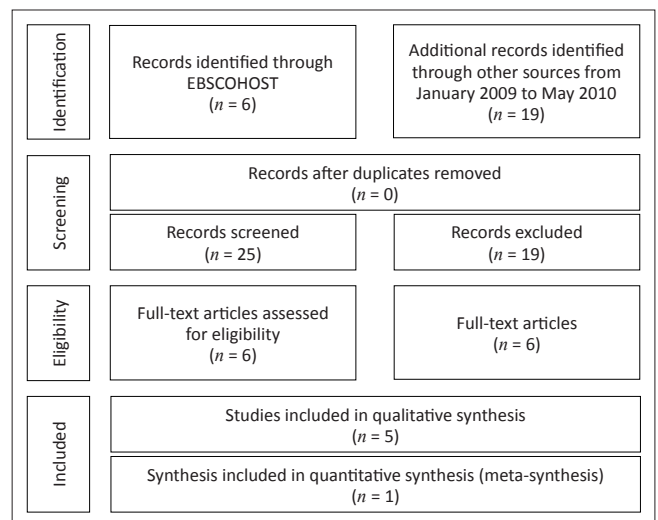 Identification
Records identified through
EBSCOHOST
(n = 6)
Additional records identified
through other sources from
January 2009 to May 2010
(n = 19)
Screening
Records after duplicates removed
(n = 0)
Records screened
(n = 25)
Records excluded
(n = 19)
Eligibility
Full-text articles assessed
for eligibility
(n = 6)
Full-text articles
(n = 6)
Included
Studies included in qualitative synthesis
(n = 5)
Synthesis included in quantitative synthesis (meta-synthesis)
(n = 1)